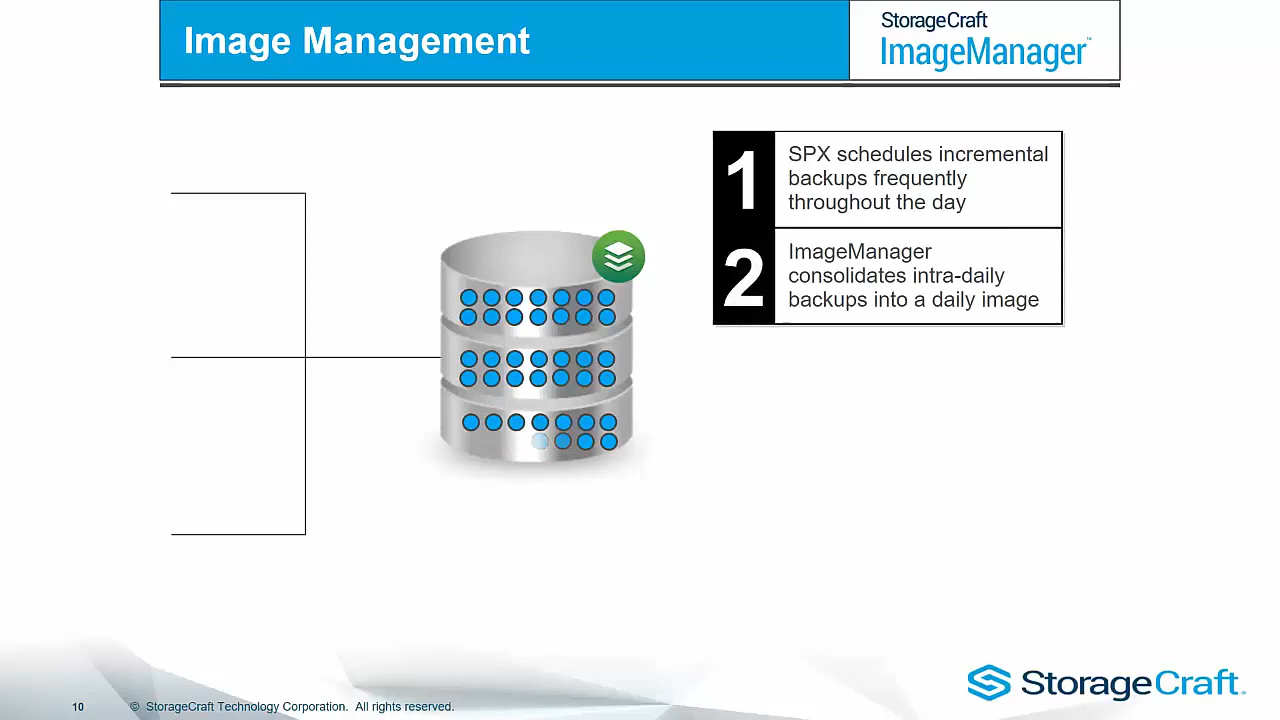 Image Management
StorageCraft
ImageManager™
1
SPX schedules incremental
backups frequently
throughout the day
2
ImageManager
consolidates intra-daily
backups into a daily image
10
© StorageCraft Technology Corporation. All rights reserved.
StorageCraft.